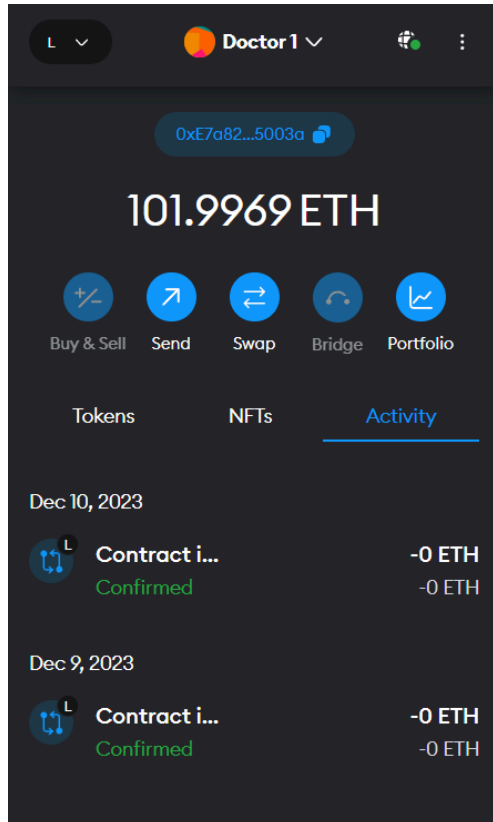 L
Doctor 1
0xE7a82...5003a
101.9969 ETH
Buy & Sell Send Swap Bridge Portfolio
Tokens NFTs Activity
Dec 10, 2023
L
Contract i... -0 ETH
Confirmed -0 ETH
Dec 9, 2023
L
Contract i... -0 ETH
Confirmed -0 ETH